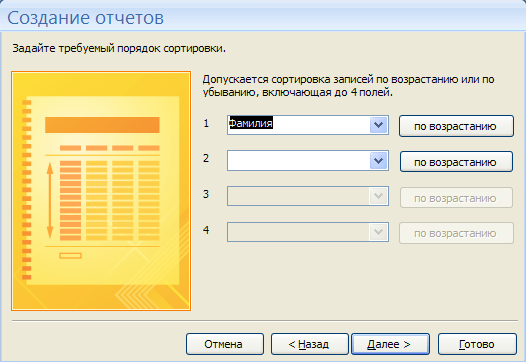 Создание отчетов
Задайте требуемый порядок сортировки.
Допускается сортировка записей по возрастанию или по
убыванию, включающая до 4 полей.
1 Фамилия по возрастанию
2 по возрастанию
3 по возрастанию
4 по возрастанию
Отмена < Назад Далее > Готово